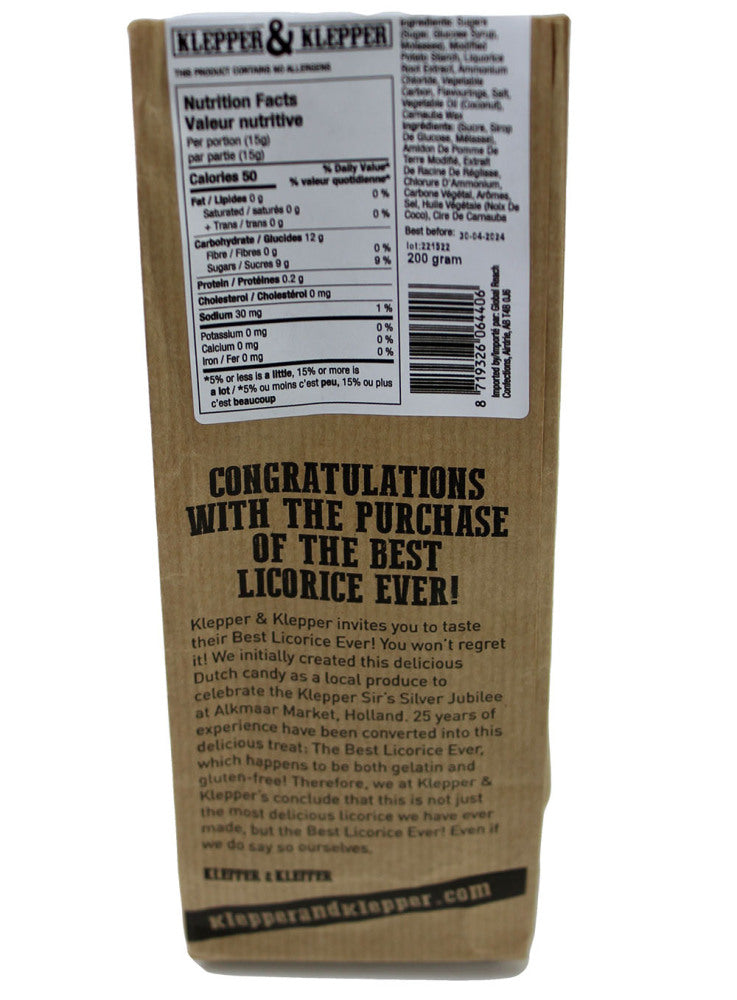 KLEPPER & KLEPPER
THIS PRODUCT CONTAINS NO ALLERGENS
Nutrition Facts
Valeur nutritive
Per portion (15g)
par partie (15g)
Calories 50
% Daily Value*
% valeur quotidienne*
Fat / Lipides 0 g 0 %
Saturated / saturés 0 g
+ Trans / trans 0 g 0 %
Carbohydrate / Glucides 12 g
Fibre / Fibres 0 g 0 %
Sugars / Sucres 9 g 9 %
Protein / Protéines 0.2 g
Cholesterol / Cholestérol 0 mg
Sodium 30 mg 1 %
Potassium 0 mg 0 %
Calcium 0 mg 0 %
Iron / Fer 0 mg 0 %
*5% or less is a little, 15% or more is
a lot / *5% ou moins c'est peu, 15% ou plus
c'est beaucoup
Ingredients: Sugars
(Sugar, Glucose Syrup,
Molasses), Modified
Potato Starch, Liquorice
Root Extract, Ammonium
Chloride, Vegetable
Carbon, Flavourings, Salt,
Vegetable Oil (Coconut),
Carnauba Wax
Ingrédients: (Sucre, Sirop
De Glucose, Mélasse),
Amidon De Pomme De
Terre Modifié, Extrait
De Racine De Réglisse,
Chlorure D'Ammonium,
Carbone Végétal, Arômes,
Sel, Huile Végétale (Noix De
Coco), Cire De Carnauba
Best before: 30-04-2024
lot:221522
200 gram
8 719326 064406
Imported by/Importé par: Global Reach
Confections, Airdrie, AB T4B 0J6
CONGRATULATIONS
WITH THE PURCHASE
OF THE BEST
LICORICE EVER!
Klepper & Klepper invites you to taste
their Best Licorice Ever! You won't regret
it! We initially created this delicious
Dutch candy as a local produce to
celebrate the Klepper Sir's Silver Jubilee
at Alkmaar Market, Holland. 25 years of
experience have been converted into this
delicious treat: The Best Licorice Ever,
which happens to be both gelatin and
gluten-free! Therefore, we at Klepper &
Klepper's conclude that this is not just
the most delicious licorice we have ever
made, but the Best Licorice Ever! Even if
we do say so ourselves.
KLEPPER & KLEPPER
Klepperandklepper.com